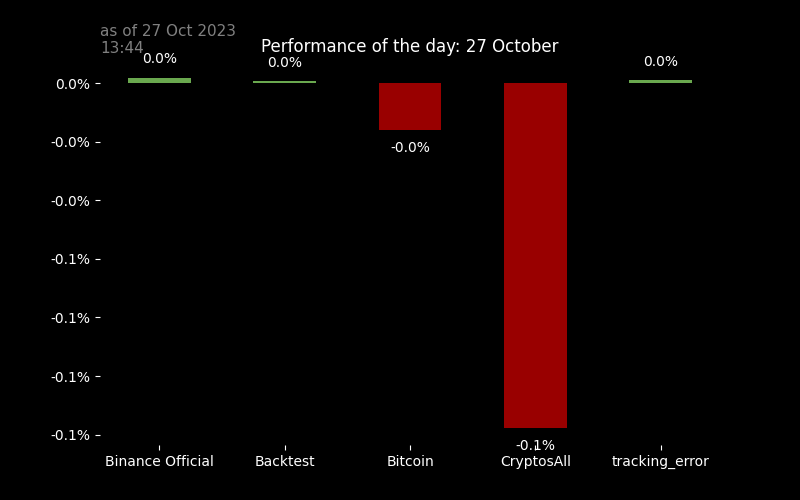 as of 27 Oct 2023
13:44
Performance of the day: 27 October
0.0%
0.0%
-0.0%
-0.1%
0.0%
0.0%
-0.0%
-0.0%
-0.1%
-0.1%
-0.1%
-0.1%
Binance Official
Backtest
Bitcoin
CryptosAll
tracking_error